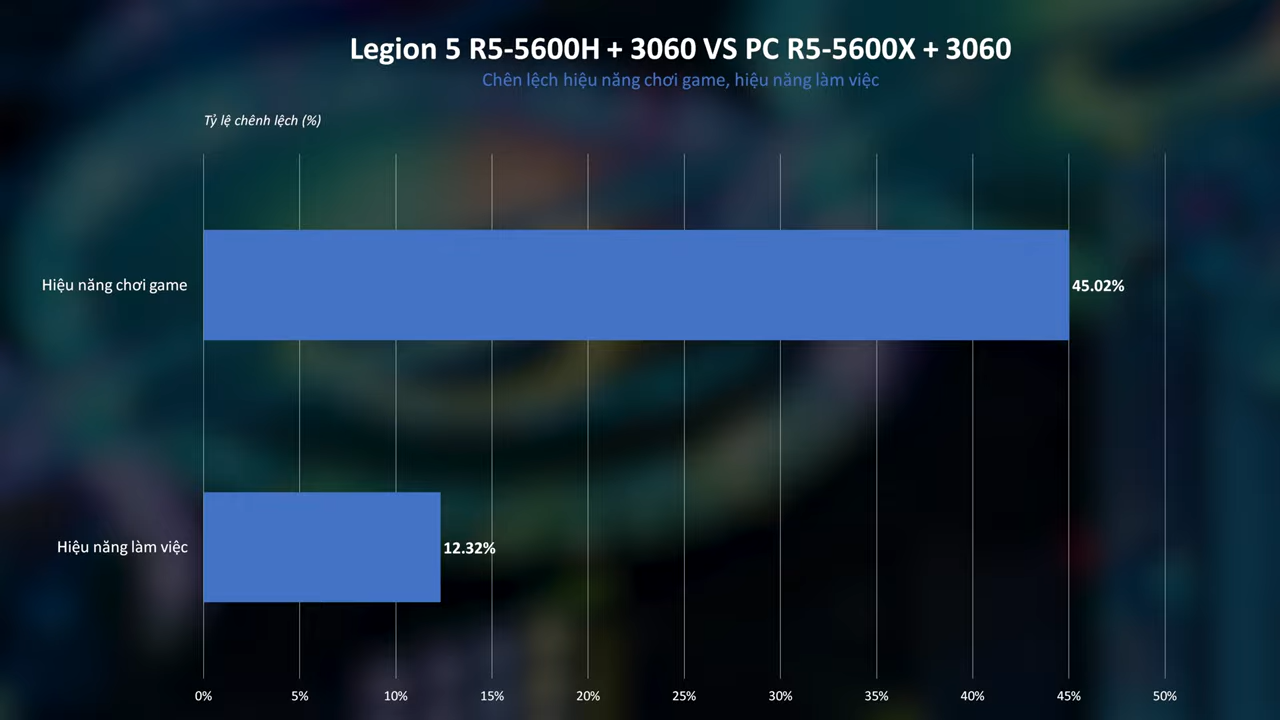 Legion 5 R5-5600H + 3060 VS PC R5-5600X + 3060
Chên lệch hiệu năng chơi game, hiệu năng làm việc
Tỷ lệ chênh lệch (%)
Hiệu năng chơi game
45.02%
Hiệu năng làm việc
12.32%
0% 5% 10% 15% 20% 25% 30% 35% 40% 45% 50%